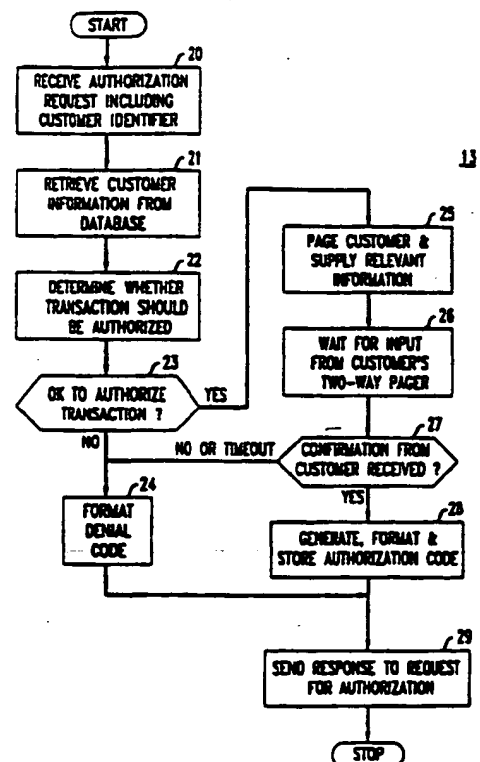 START
20
RECEIVE AUTHORIZATION
REQUEST INCLUDING
CUSTOMER IDENTIFIER
21
RETRIEVE CUSTOMER
INFORMATION FROM
DATABASE
22
DETERMINE WHETHER
TRANSACTION SHOULD
BE AUTHORIZED
23
OK TO AUTHORIZE
TRANSACTION ?
YES
NO
24
FORMAT
DENIAL
CODE
13
25
PAGE CUSTOMER &
SUPPLY RELEVANT
INFORMATION
26
WAIT FOR INPUT
FROM CUSTOMER'S
TWO-WAY PAGER
27
CONFIRMATION FROM
CUSTOMER RECEIVED ?
NO OR TIMEOUT
YES
28
GENERATE, FORMAT &
STORE AUTHORIZATION CODE
29
SEND RESPONSE TO REQUEST
FOR AUTHORIZATION
STOP